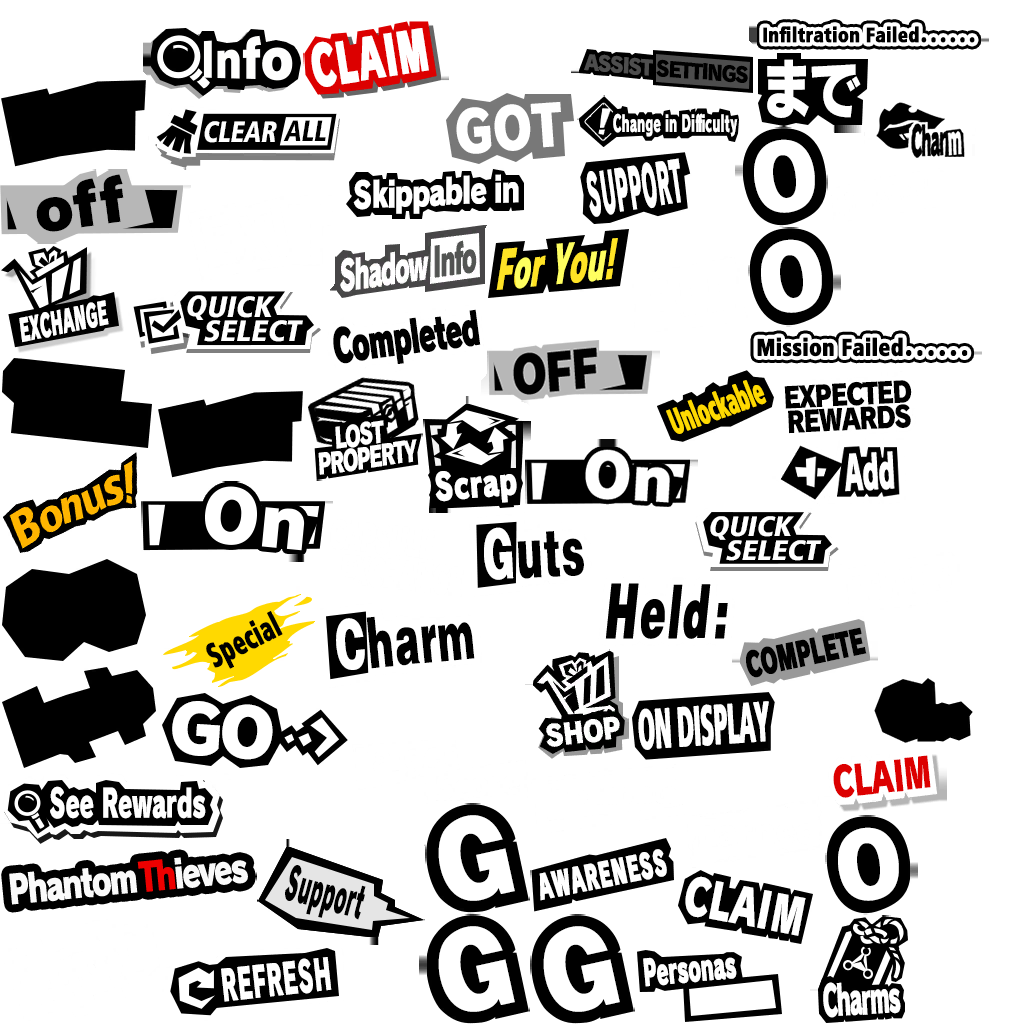 Info
CLAIM
Infiltration Failed......
ASSIST SETTINGS
まで
CLEAR ALL
GOT
Change in Difficulty
Charm
O
off
Skippable in
SUPPORT
Shadow Info
For You!
O
EXCHANGE
QUICK
SELECT
Completed
Mission Failed......
OFF
Unlockable
EXPECTED
REWARDS
LOST
PROPERTY
Scrap
On
Add
Bonus!
On
Guts
QUICK
SELECT
Special
Charm
Held:
COMPLETE
GO
SHOP
ON DISPLAY
CLAIM
See Rewards
Phantom Thieves
Support
G
AWARENESS
CLAIM
O
REFRESH
G
G
Personas
Charms